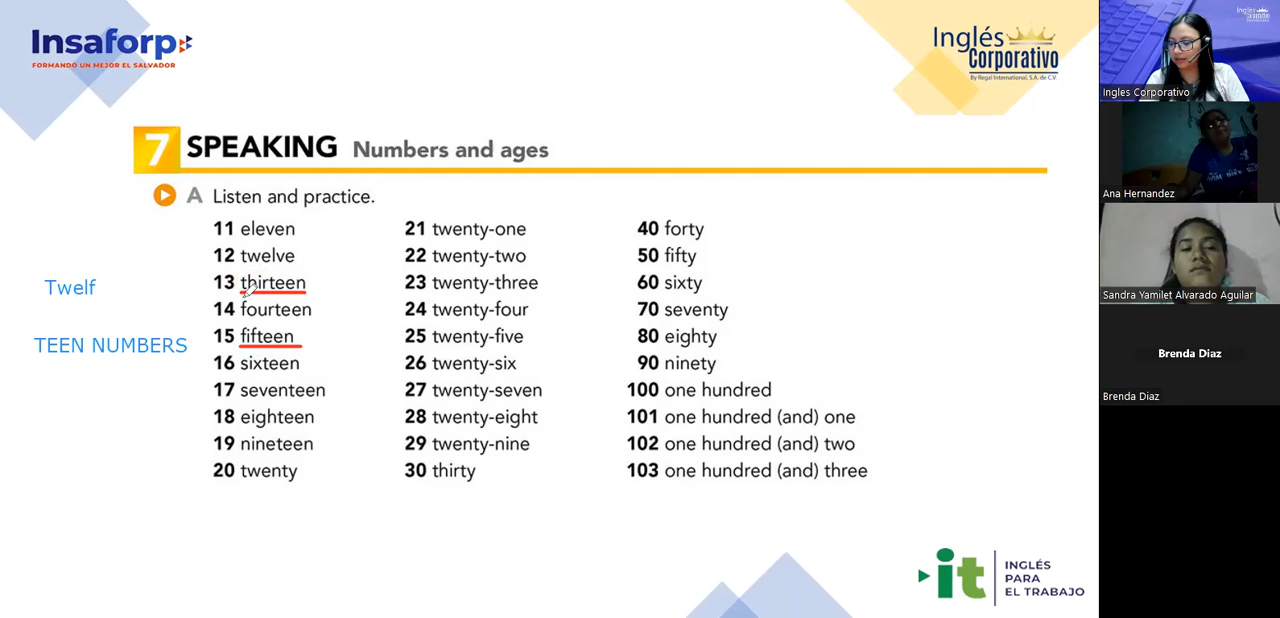 Insaforp
FORMANDO UN MEJOR EL SALVADOR
Inglés
Corporativo
By Regal International, S.A. de C.V.
7 SPEAKING Numbers and ages
A Listen and practice.
11 eleven
12 twelve
13 thirteen
14 fourteen
15 fifteen
16 sixteen
17 seventeen
18 eighteen
19 nineteen
20 twenty
21 twenty-one
22 twenty-two
23 twenty-three
24 twenty-four
25 twenty-five
26 twenty-six
27 twenty-seven
28 twenty-eight
29 twenty-nine
30 thirty
40 forty
50 fifty
60 sixty
70 seventy
80 eighty
90 ninety
100 one hundred
101 one hundred (and) one
102 one hundred (and) two
103 one hundred (and) three
Twelf
TEEN NUMBERS
it
INGLÉS
PARA
EL TRABAJO
Inglés
Ingles Corporativo
Ana Hernandez
Sandra Yamilet Alvarado Aguilar
Brenda Diaz
Brenda Diaz